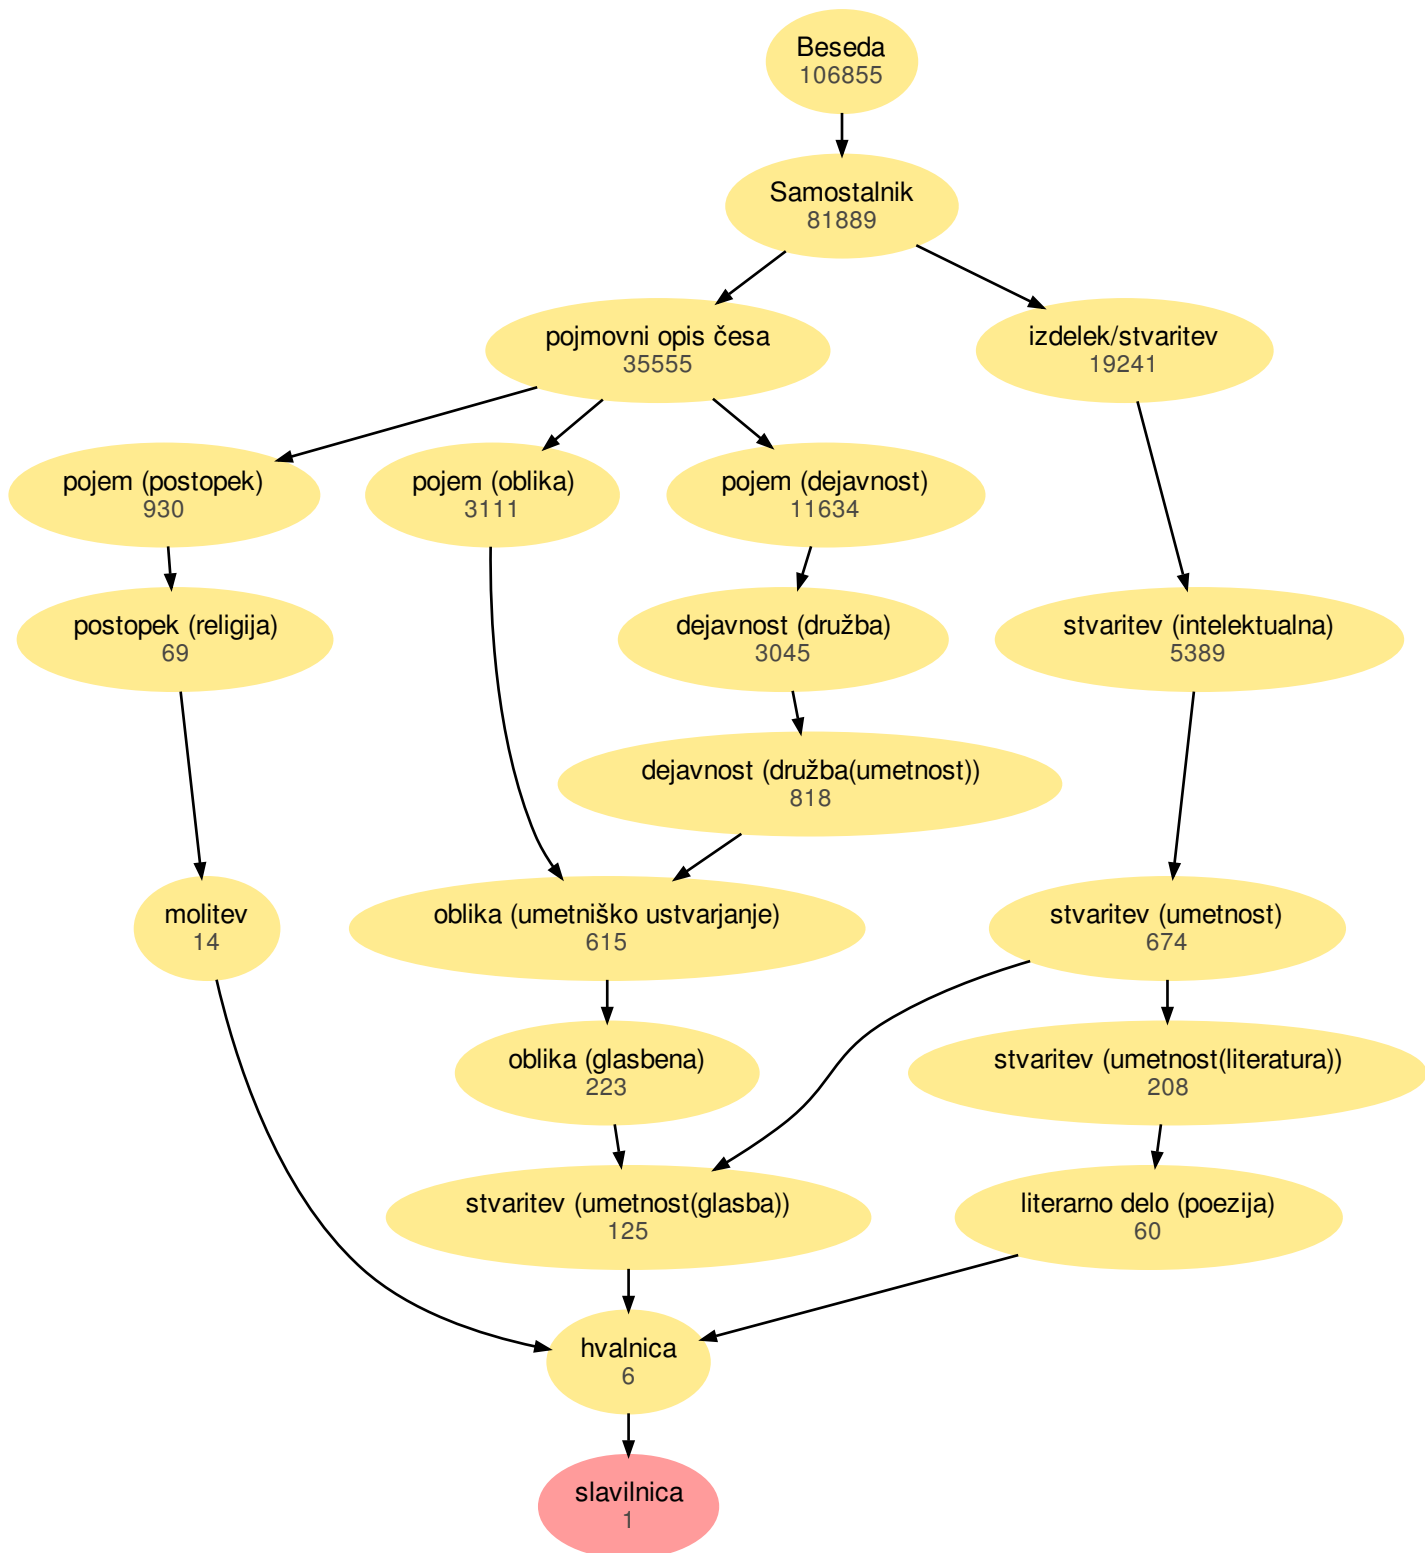 Beseda
106855
Samostalnik
81889
pojmovni opis česa
35555
izdelek/stvaritev
19241
pojem (postopek)
930
pojem (oblika)
3111
pojem (dejavnost)
11634
postopek (religija)
69
dejavnost (družba)
3045
stvaritev (intelektualna)
5389
dejavnost (družba(umetnost))
818
molitev
14
oblika (umetniško ustvarjanje)
615
stvaritev (umetnost)
674
oblika (glasbena)
223
stvaritev (umetnost(literatura))
208
stvaritev (umetnost(glasba))
125
literarno delo (poezija)
60
hvalnica
6
slavilnica
1